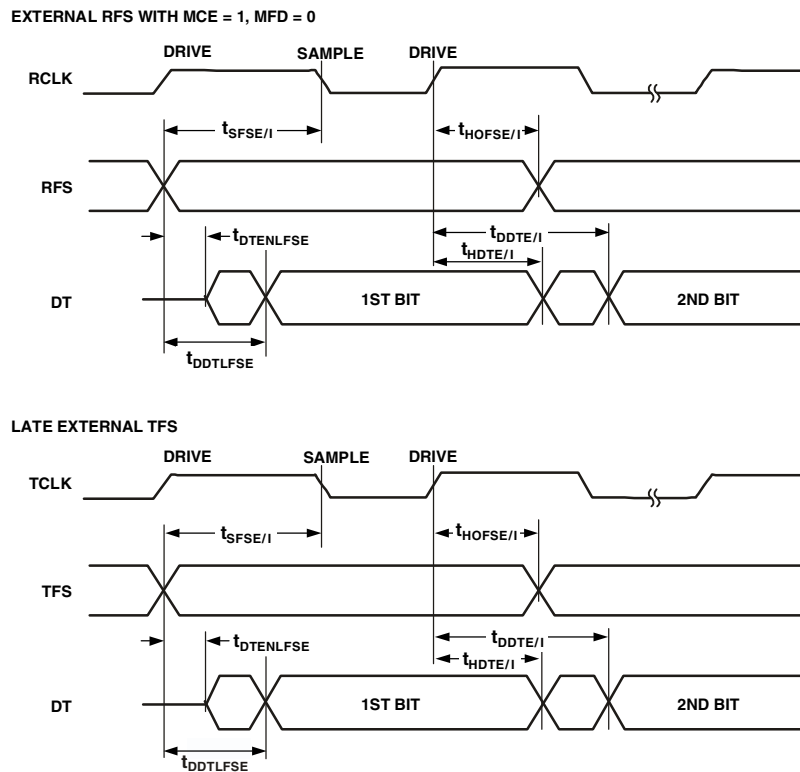 EXTERNAL RFS WITH MCE = 1, MFD = 0
DRIVE SAMPLE DRIVE
RCLK
tSFSE/I tHOFSE/I
RFS
tDTENLFSE tDDTE/I
tHDTE/I
DT 1ST BIT 2ND BIT
tDDTLFSE
LATE EXTERNAL TFS
DRIVE SAMPLE DRIVE
TCLK
tSFSE/I tHOFSE/I
TFS
tDTENLFSE tDDTE/I
tHDTE/I
DT 1ST BIT 2ND BIT
tDDTLFSE